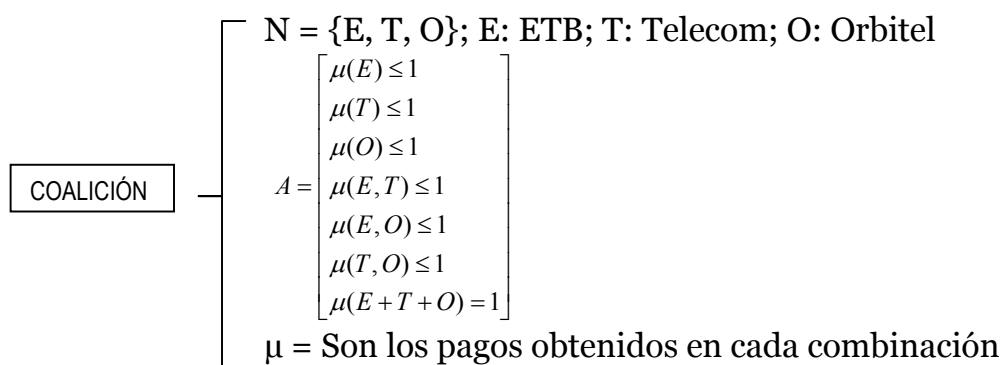 N = {E, T, O}; E: ETB; T: Telecom; O: Orbitel
μ(E) ≤ 1
μ(T) ≤ 1
μ(O) ≤ 1
COALICIÓN
A = μ(E,T) ≤ 1
μ(E,O) ≤ 1
μ(T,O) ≤ 1
μ(E+T+O) = 1
μ = Son los pagos obtenidos en cada combinación